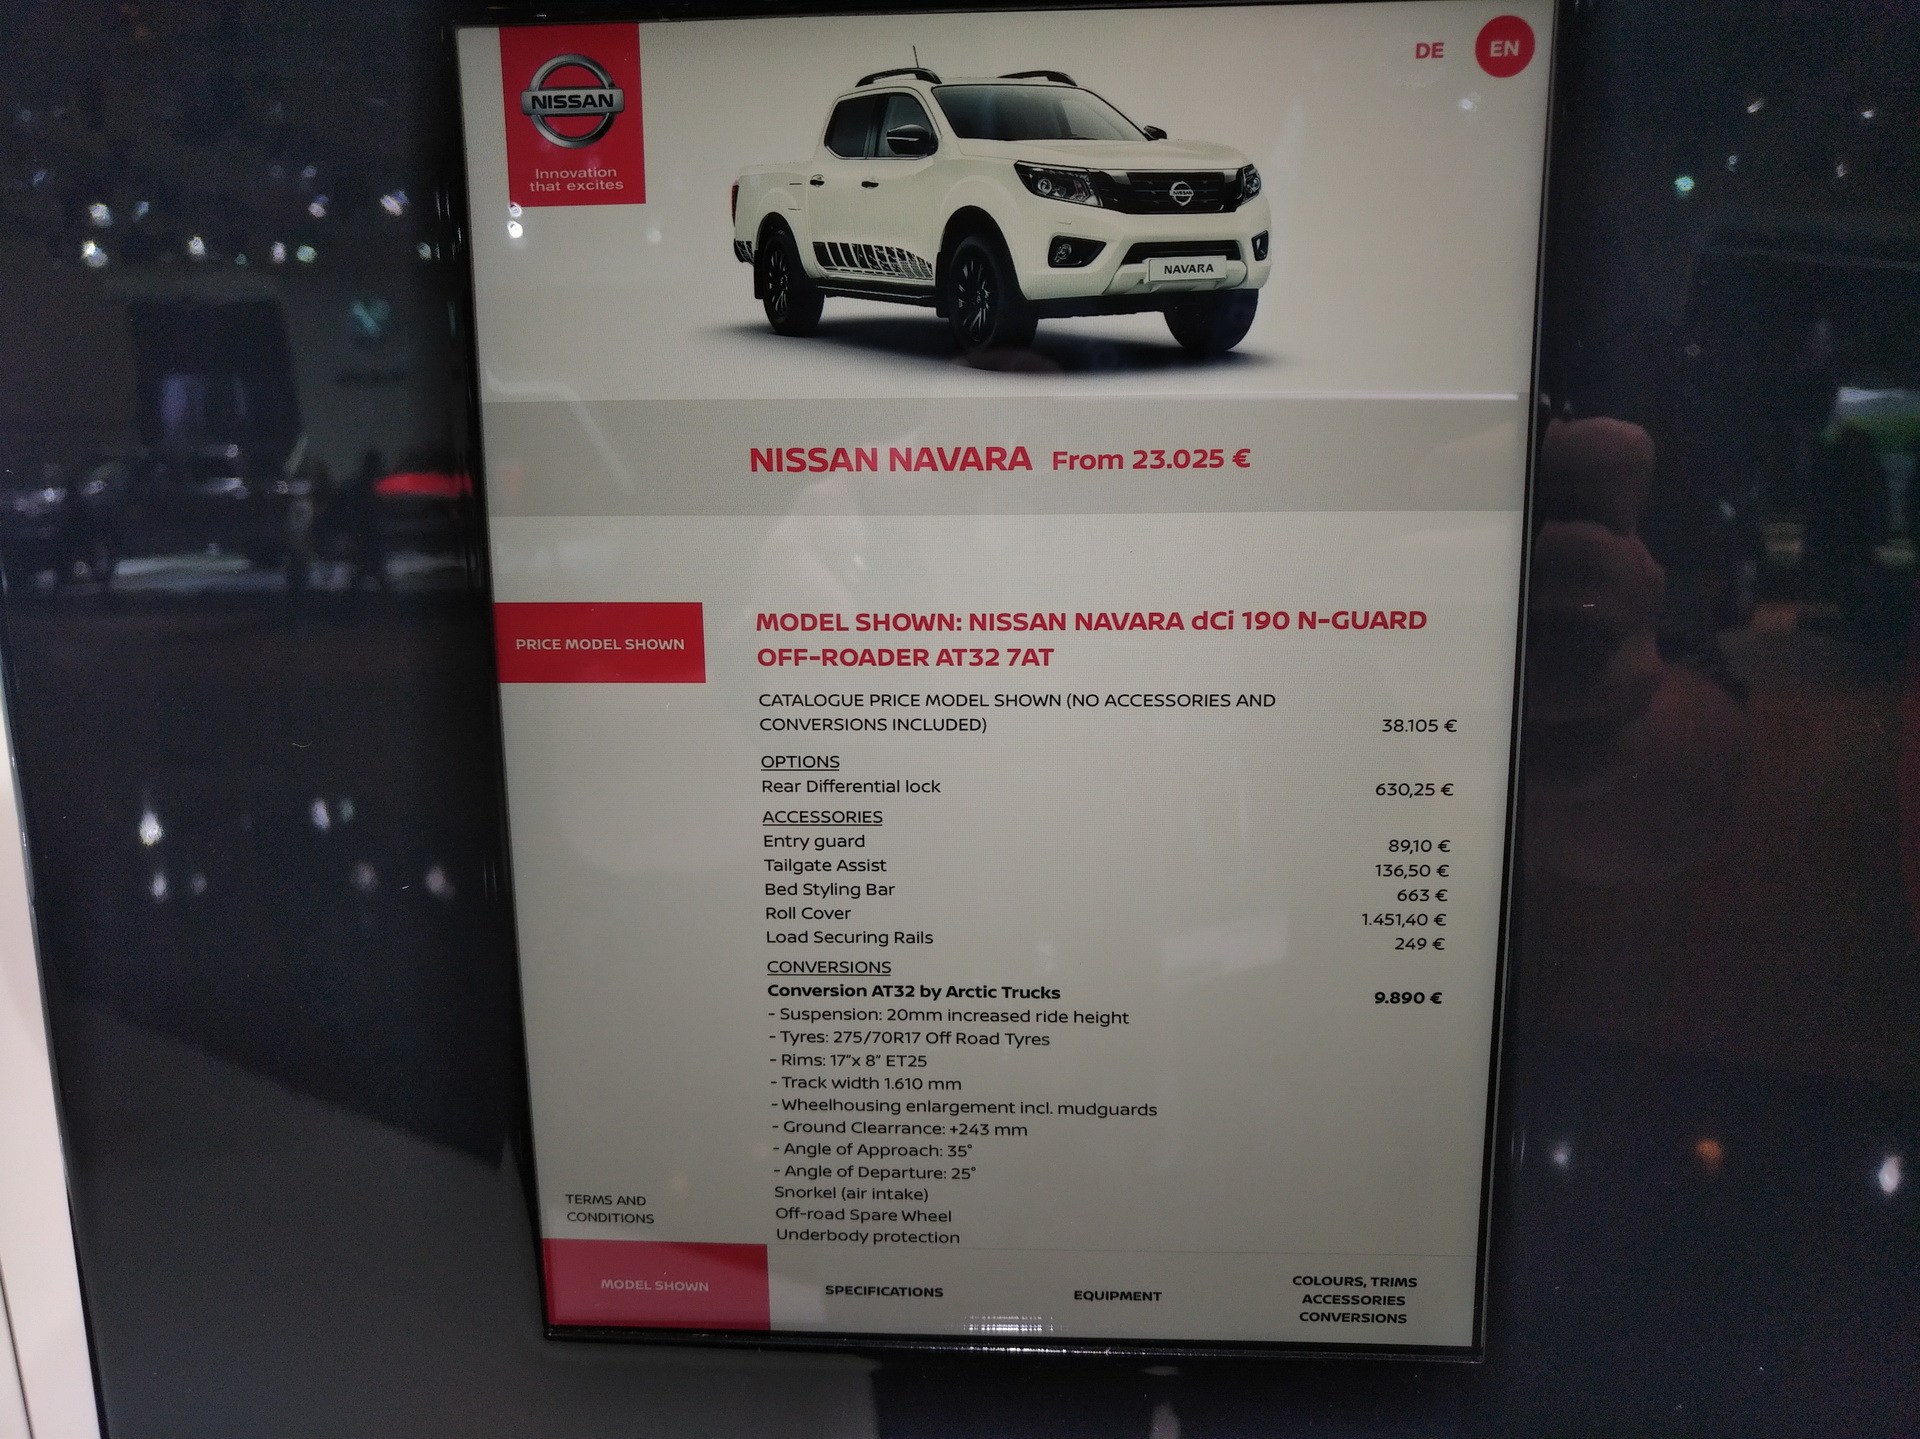 NISSAN
Innovation
that excites
DE
EN
NAVARA
NISSAN NAVARA From 23.025 €
PRICE MODEL SHOWN
MODEL SHOWN: NISSAN NAVARA dCi 190 N-GUARD
OFF-ROADER AT32 7AT
CATALOGUE PRICE MODEL SHOWN (NO ACCESSORIES AND
CONVERSIONS INCLUDED) 38.105 €
OPTIONS
Rear Differential lock 630,25 €
ACCESSORIES
Entry guard 89,10 €
Tailgate Assist 136,50 €
Bed Styling Bar 663 €
Roll Cover 1.451,40 €
Load Securing Rails 249 €
CONVERSIONS
Conversion AT32 by Arctic Trucks 9.890 €
- Suspension: 20mm increased ride height
- Tyres: 275/70R17 Off Road Tyres
- Rims: 17"x 8" ET25
- Track width 1.610 mm
- Wheelhousing enlargement incl. mudguards
- Ground Clearrance: +243 mm
- Angle of Approach: 35°
- Angle of Departure: 25°
Snorkel (air intake)
Off-road Spare Wheel
Underbody protection
TERMS AND
CONDITIONS
MODEL SHOWN
SPECIFICATIONS
EQUIPMENT
COLOURS, TRIMS
ACCESSORIES
CONVERSIONS